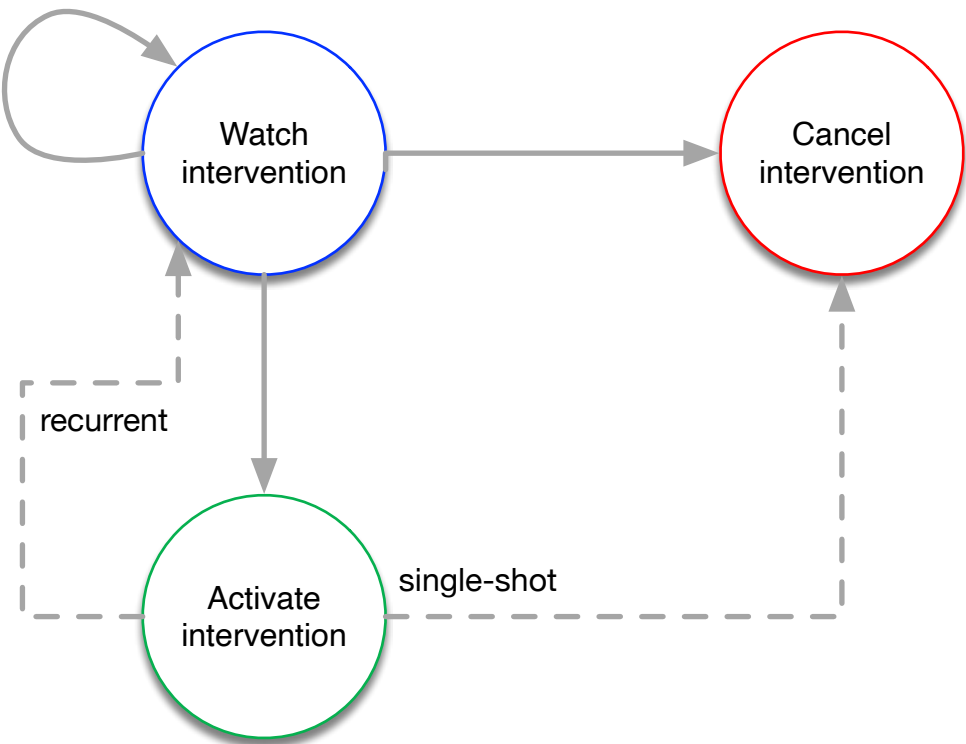 Watch
intervention
Cancel
intervention
recurrent
single-shot
Activate
intervention